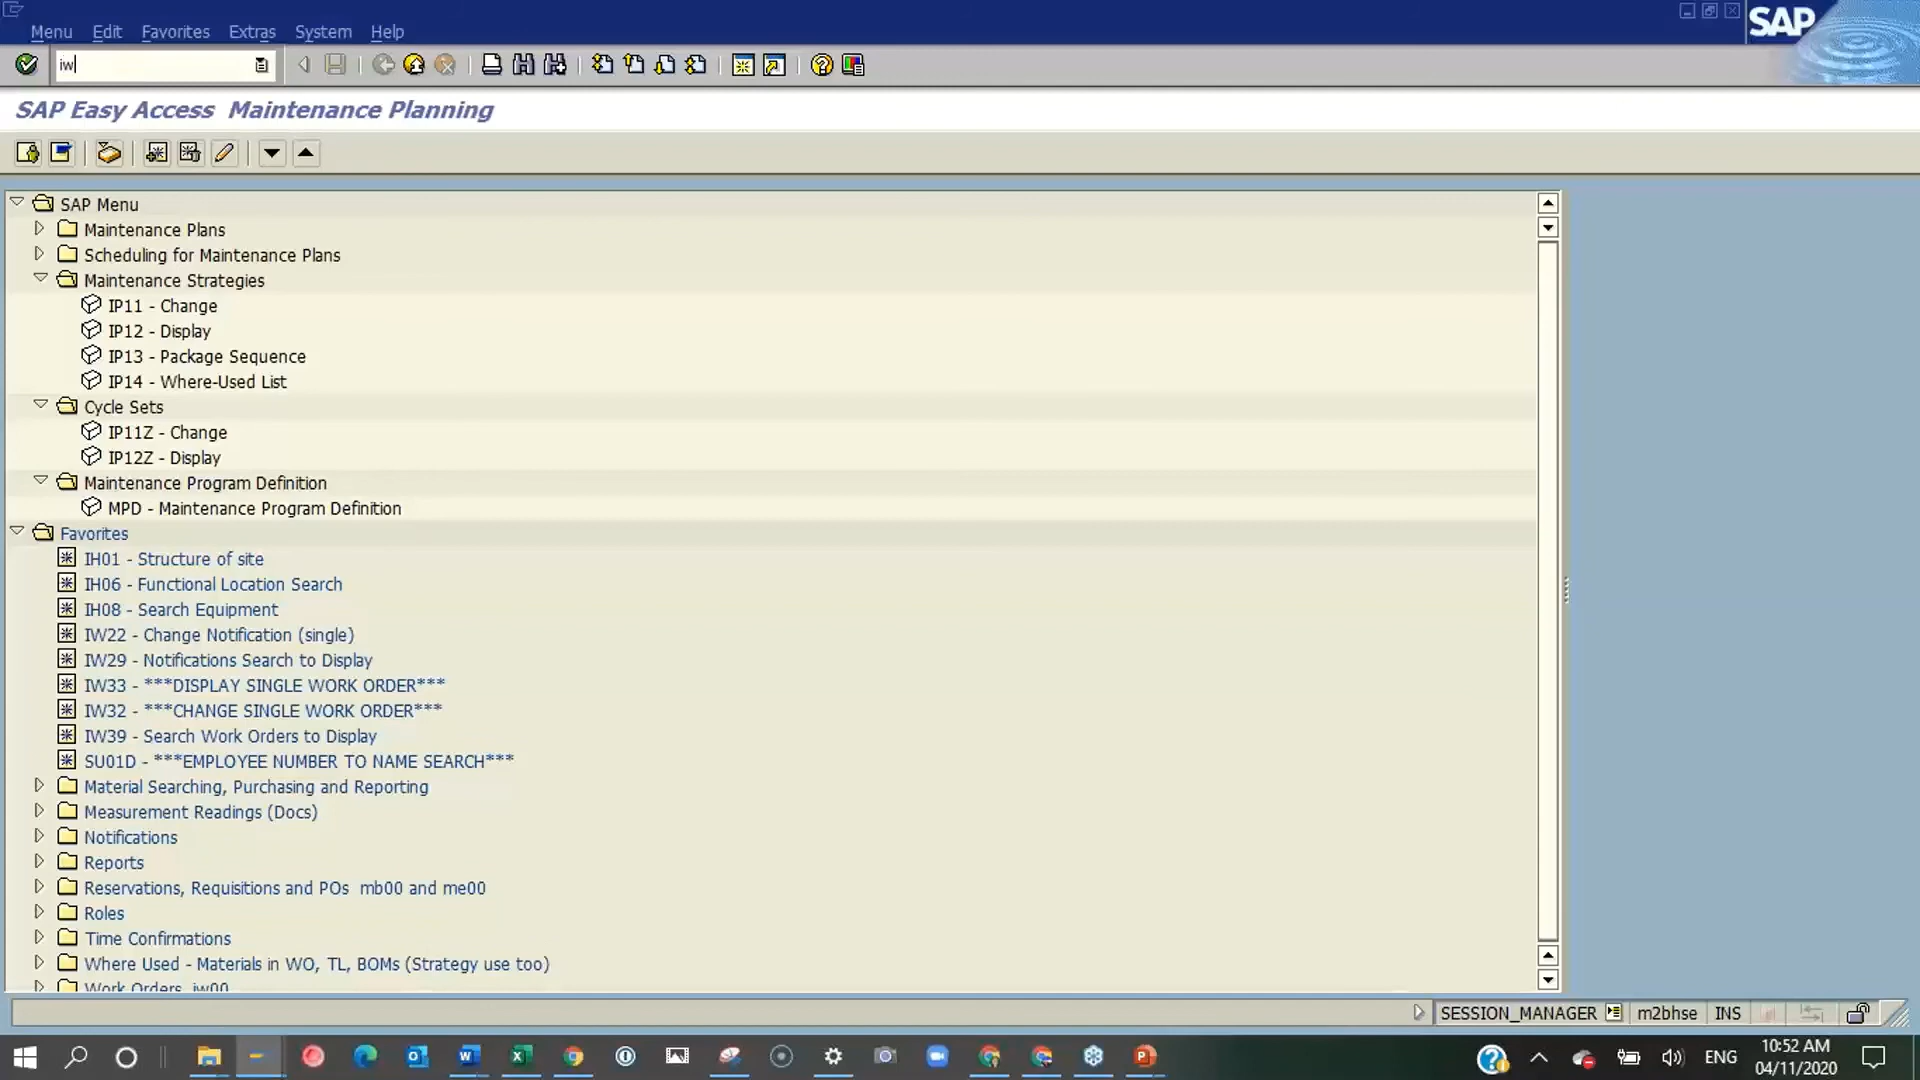 Menu Edit Favorites Extras System Help
SAP
iw
SAP Easy Access Maintenance Planning
SAP Menu
Maintenance Plans
Scheduling for Maintenance Plans
Maintenance Strategies
IP11 - Change
IP12 - Display
IP13 - Package Sequence
IP14 - Where-Used List
Cycle Sets
IP11Z - Change
IP12Z - Display
Maintenance Program Definition
MPD - Maintenance Program Definition
Favorites
IH01 - Structure of site
IH06 - Functional Location Search
IH08 - Search Equipment
IW22 - Change Notification (single)
IW29 - Notifications Search to Display
IW33 - ***DISPLAY SINGLE WORK ORDER***
IW32 - ***CHANGE SINGLE WORK ORDER***
IW39 - Search Work Orders to Display
SU01D - ***EMPLOYEE NUMBER TO NAME SEARCH***
Material Searching, Purchasing and Reporting
Measurement Readings (Docs)
Notifications
Reports
Reservations, Requisitions and POs mb00 and me00
Roles
Time Confirmations
Where Used - Materials in WO, TL, BOMs (Strategy use too)
Work Orders iw00
SESSION_MANAGER m2bhse INS
ENG
10:52 AM
04/11/2020